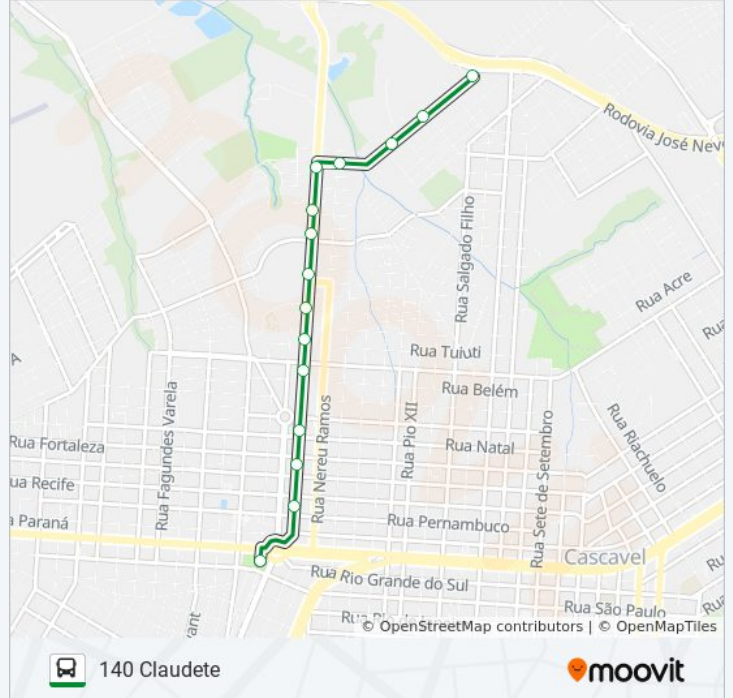 Rodovia José Nev
Rua Salgado Filho
Rua Acre
Rua Tuiuti
Rua Belém
Rua Nereu Ramos
Rua Fagundes Varela
Rua Pio XII
Rua Riachuelo
Rua Sete de Setembro
Rua Fortaleza
Rua Natal
ua Recife
a Paraná
Rua Pernambuco
Cascavel
Rua Rio Grande do Sul
Rua São Paulo
© OpenStreetMap contributors | © OpenMapTiles
140 Claudete
moovit